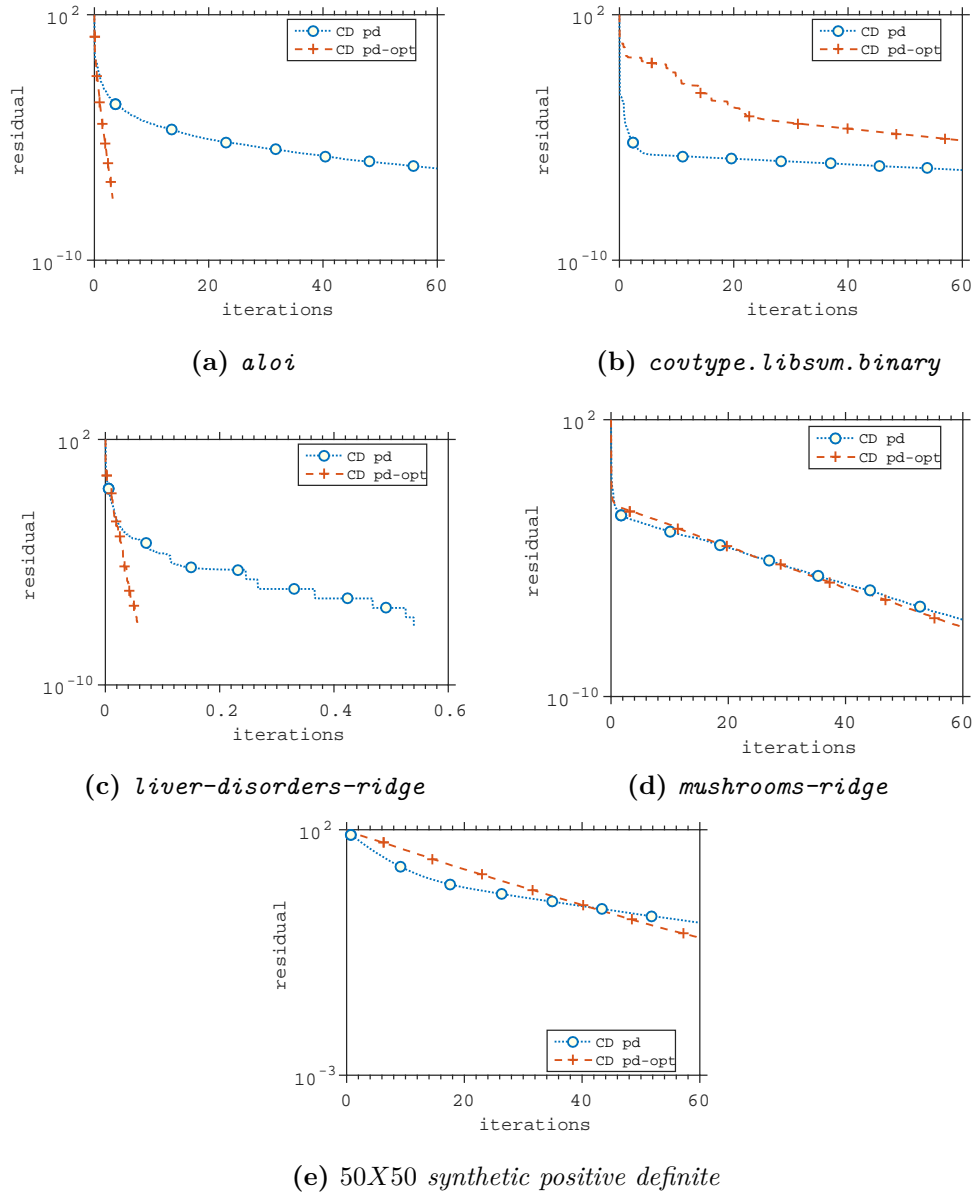 10^2
CD pd
CD pd-opt
residual
10^-10
0 20 40 60
iterations
(a) aloi
10^2
CD pd
CD pd-opt
residual
10^-10
0 20 40 60
iterations
(b) covtype.libsvm.binary
10^2
CD pd
CD pd-opt
residual
10^-10
0 0.2 0.4 0.6
iterations
(c) liver-disorders-ridge
10^2
CD pd
CD pd-opt
residual
10^-10
0 20 40 60
iterations
(d) mushrooms-ridge
10^2
residual
CD pd
CD pd-opt
10^-3
0 20 40 60
iterations
(e) 50X50 synthetic positive definite